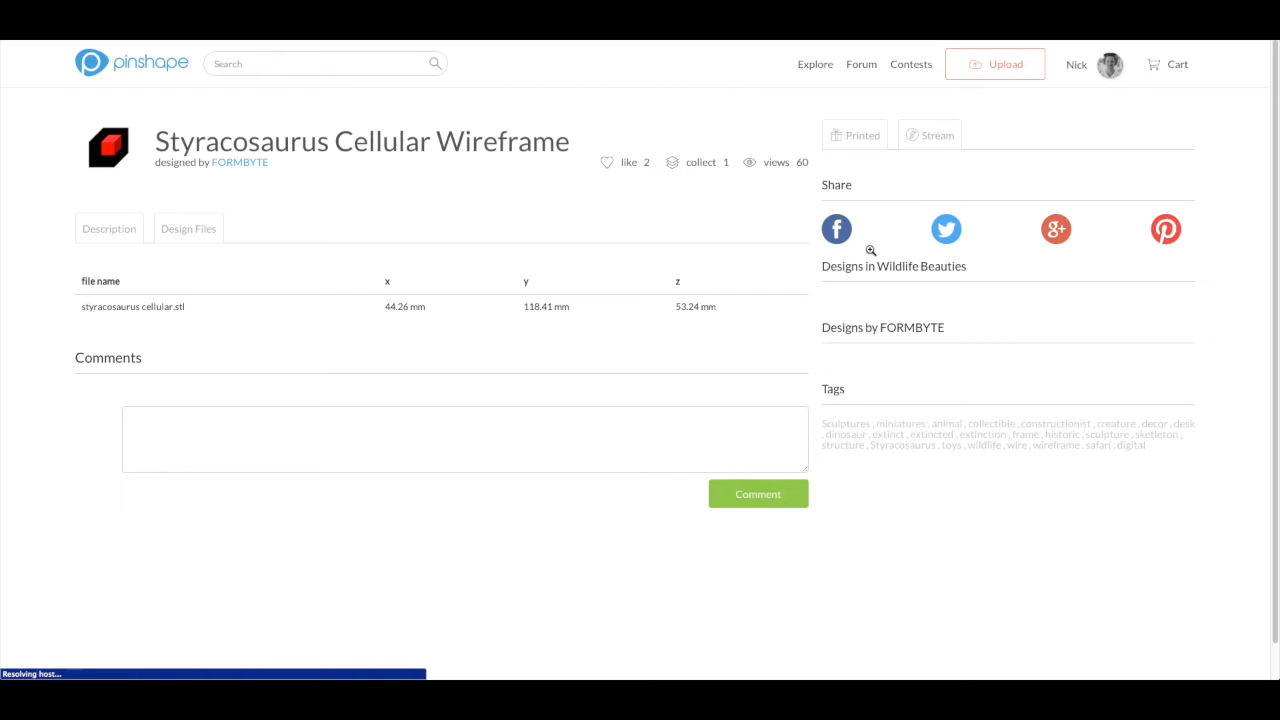 pinshape
Search
Explore Forum Contests Upload Nick Cart
Styracosaurus Cellular Wireframe
designed by FORMBYTE
like 2 collect 1 views 60
Printed Stream
Share
Description Design Files
Designs in Wildlife Beauties
file name x y z
styracosaurus cellular.stl 44.26 mm 118.41 mm 53.24 mm
Designs by FORMBYTE
Comments
Comment
Tags
Sculptures , miniatures , animal , collectible , constructionist , creature , decor , desk
, dinosaur , extinct , extincted , extinction , frame , historic , sculpture , sketleton ,
structure , Styracosaurus , toys , wildlife , wire , wireframe , safari , digital
Resolving host...